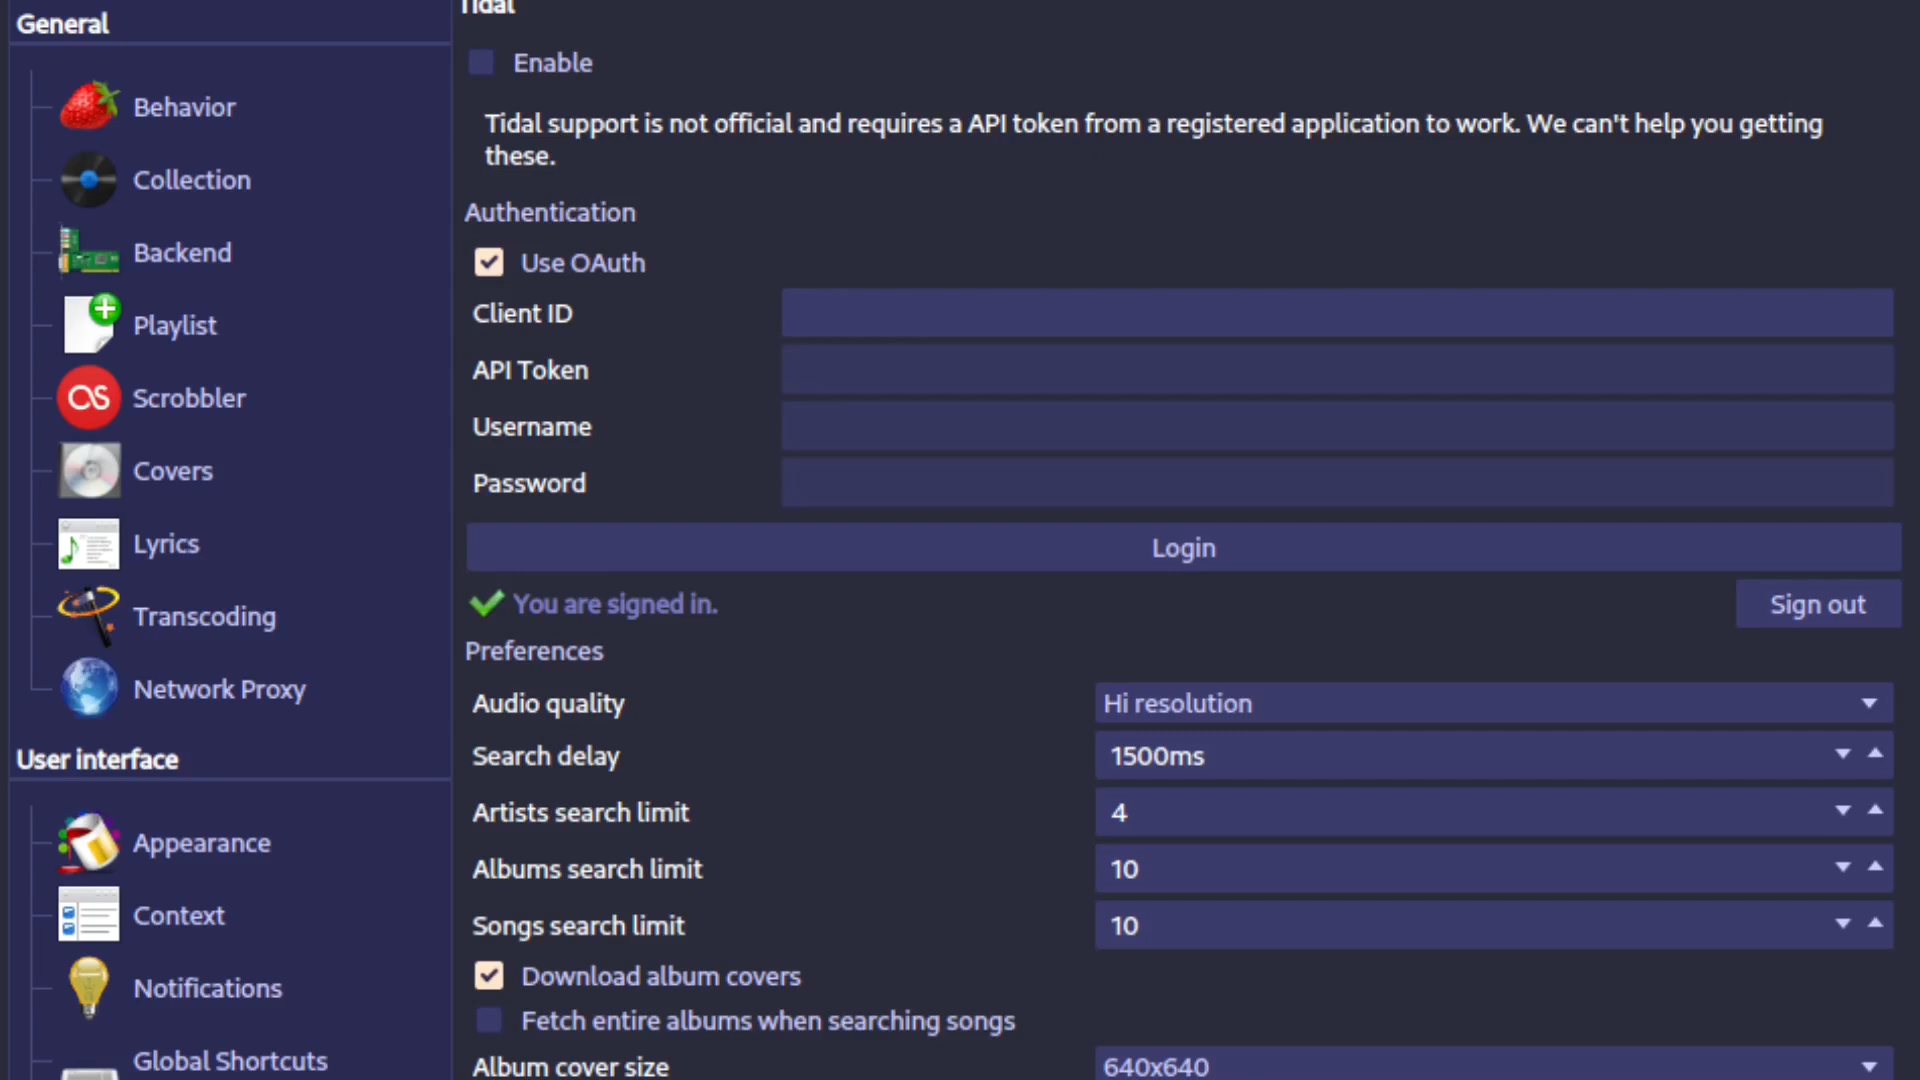 General
Behavior
Collection
Backend
Playlist
Scrobbler
Covers
Lyrics
Transcoding
Network Proxy
User interface
Appearance
Context
Notifications
Global Shortcuts
Tidal
Enable
Tidal support is not official and requires a API token from a registered application to work. We can't help you getting
these.
Authentication
Use OAuth
Client ID
API Token
Username
Password
Login
You are signed in.
Sign out
Preferences
Audio quality Hi resolution
Search delay 1500ms
Artists search limit 4
Albums search limit 10
Songs search limit 10
Download album covers
Fetch entire albums when searching songs
Album cover size 640x640